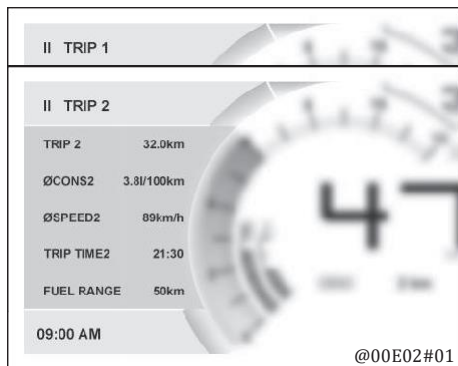 II TRIP 1
II TRIP 2
TRIP 2 32.0km
ØCONS2 3.8l/100km
ØSPEED2 89km/h
TRIP TIME2 21:30
FUEL RANGE 50km
09:00 AM
47
@00E02#01